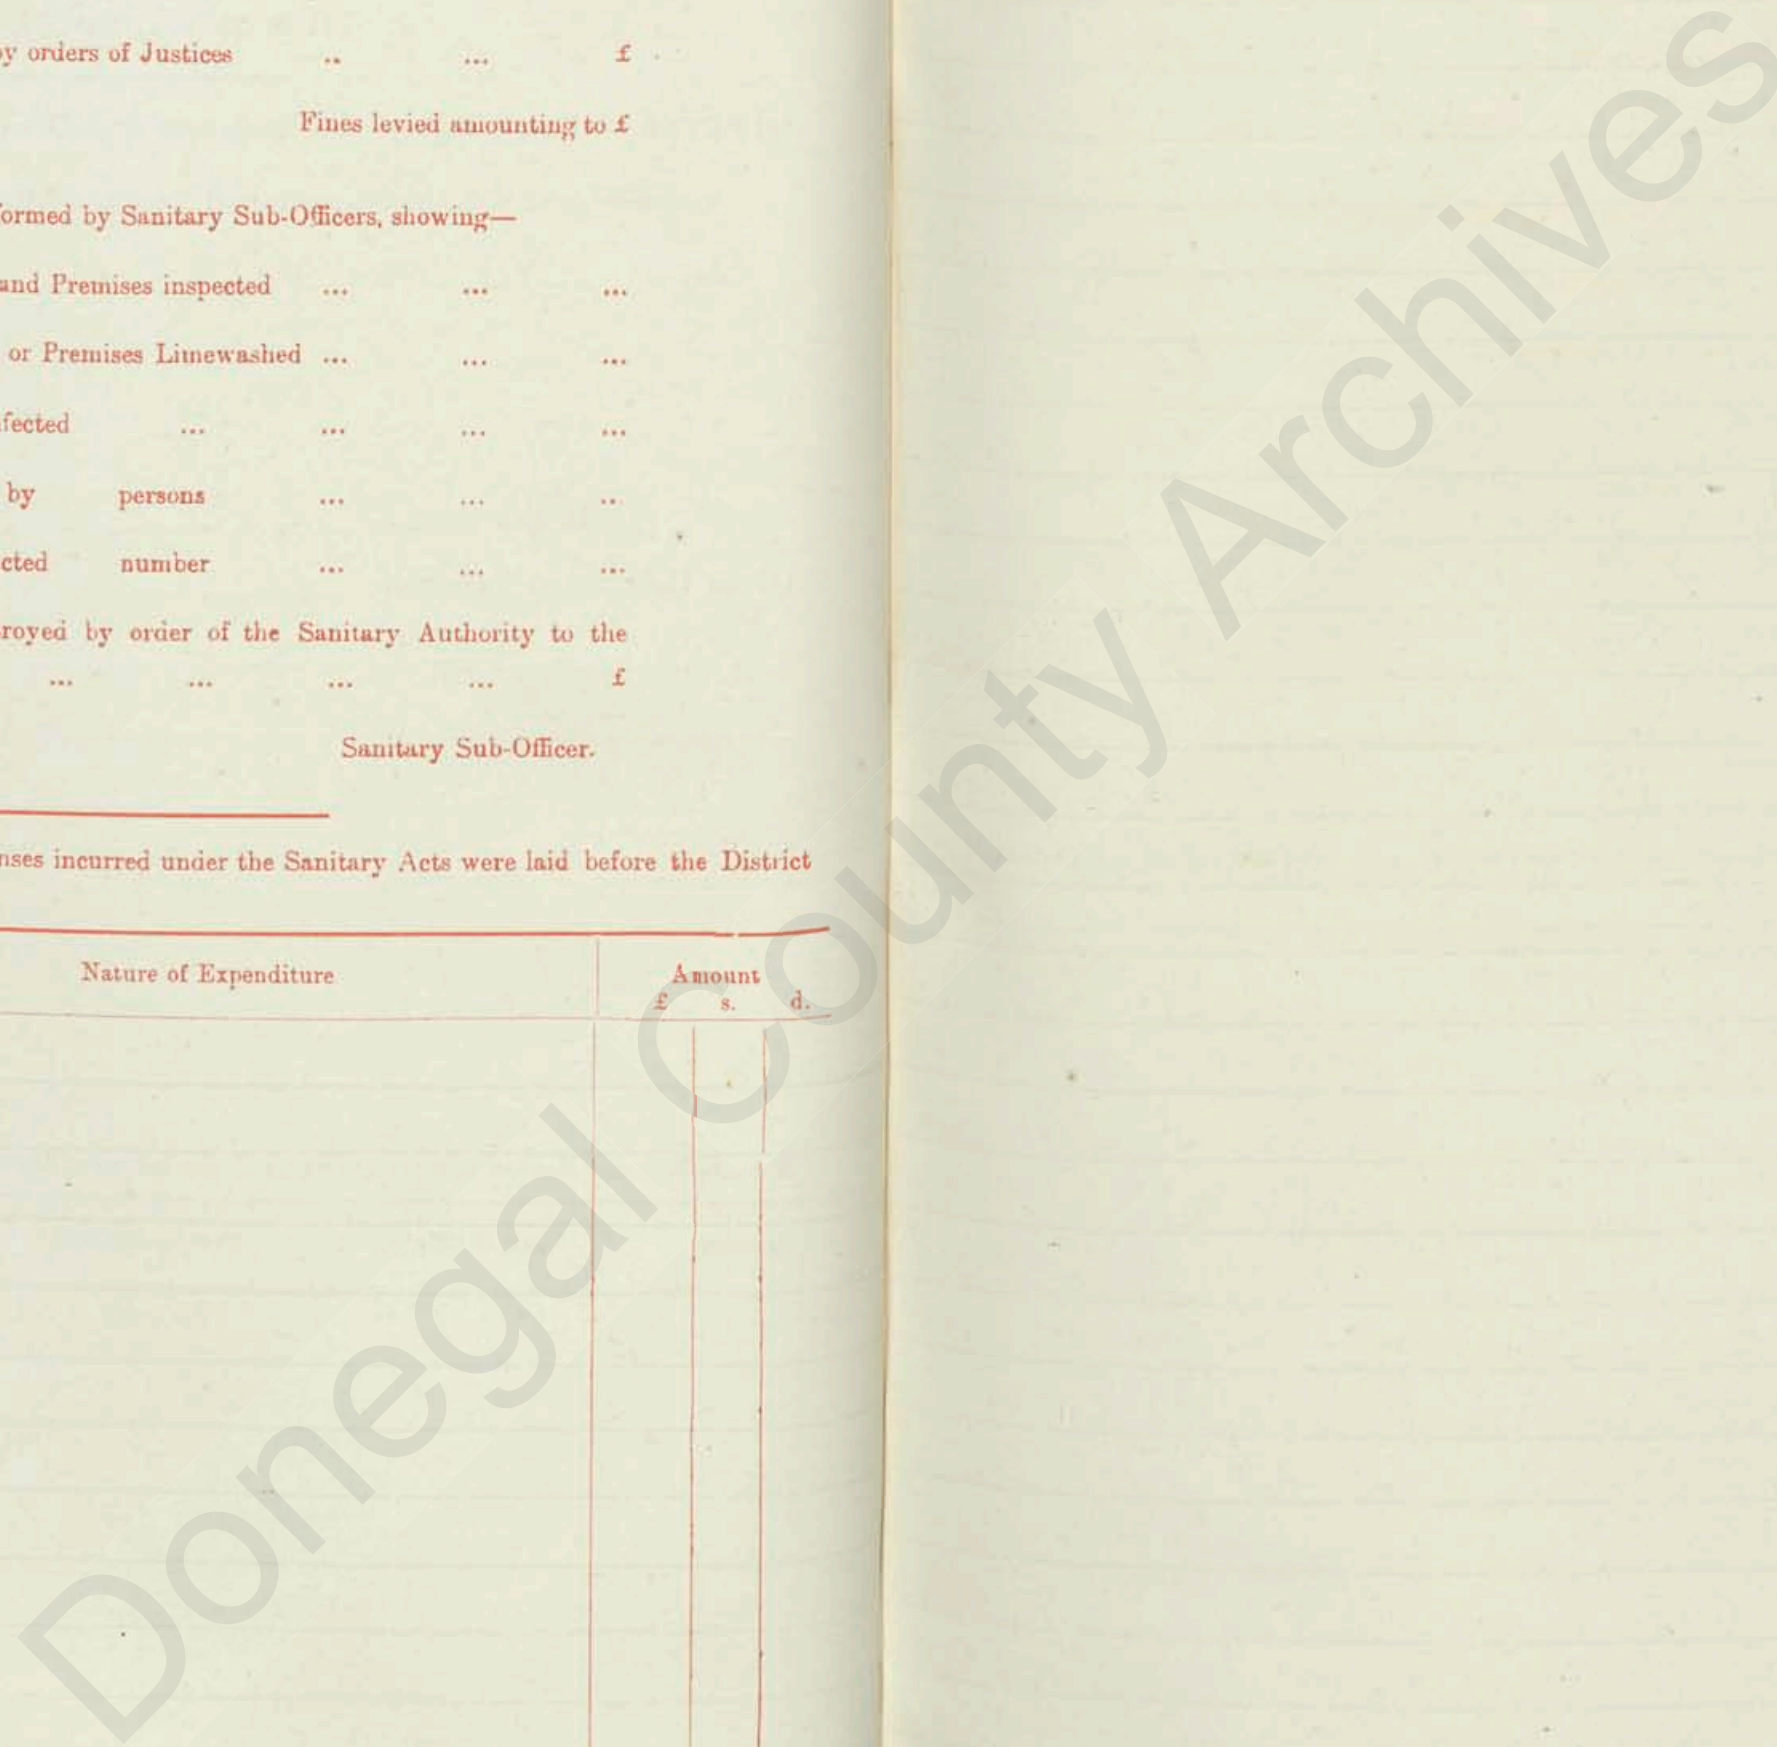 by orders of Justices .. ... £
Fines levied amounting to £
formed by Sanitary Sub-Officers, showing—
and Premises inspected ... ... ...
or Premises Limewashed ... ... ...
fected ... ... ... ...
by persons ... ... ..
cted number ... ... ...
royed by order of the Sanitary Authority to the
... ... ... ... £
Sanitary Sub-Officer.
nses incurred under the Sanitary Acts were laid before the District
Nature of Expenditure
Amount
£ s. d.
Donegal County Archives